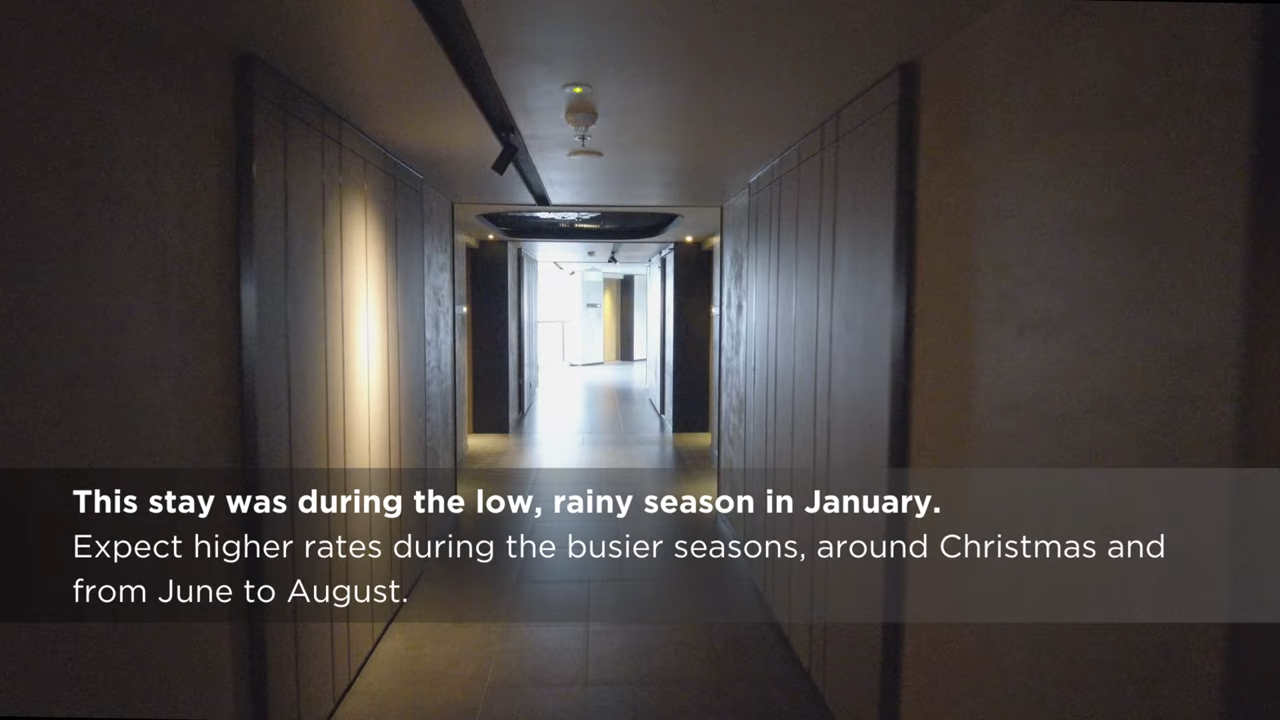 This stay was during the low, rainy season in January.
Expect higher rates during the busier seasons, around Christmas and
from June to August.